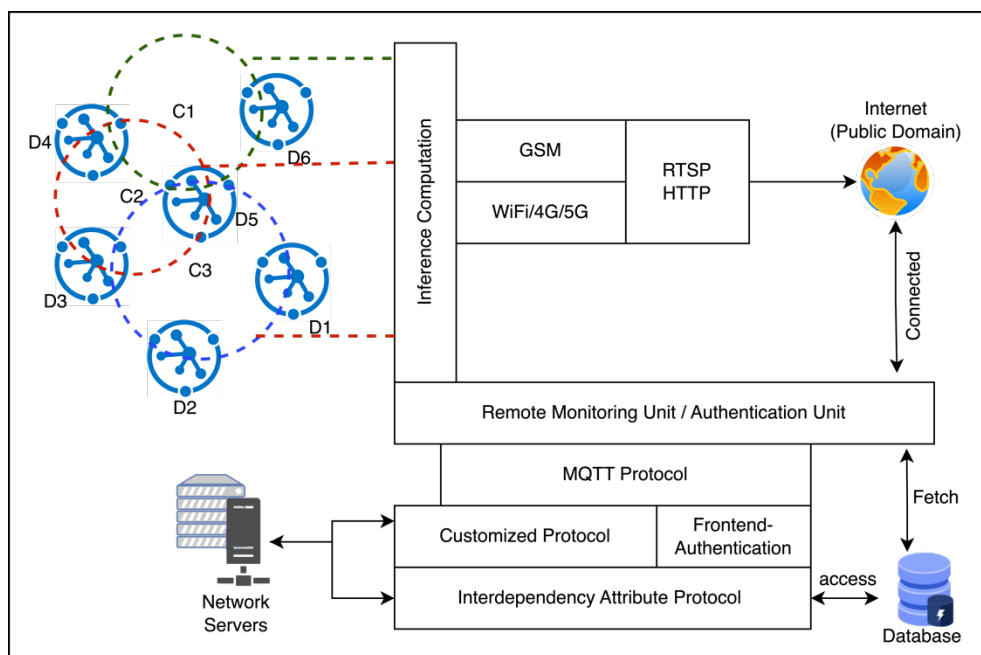 C1
D4
D6
C2
D5
D3
C3
D1
D2
Inference Computation
GSM
WiFi/4G/5G
RTSP
HTTP
Internet
(Public Domain)
Connected
Remote Monitoring Unit / Authentication Unit
MQTT Protocol
Fetch
Customized Protocol
Frontend-
Authentication
Interdependency Attribute Protocol
access
Network
Servers
Database